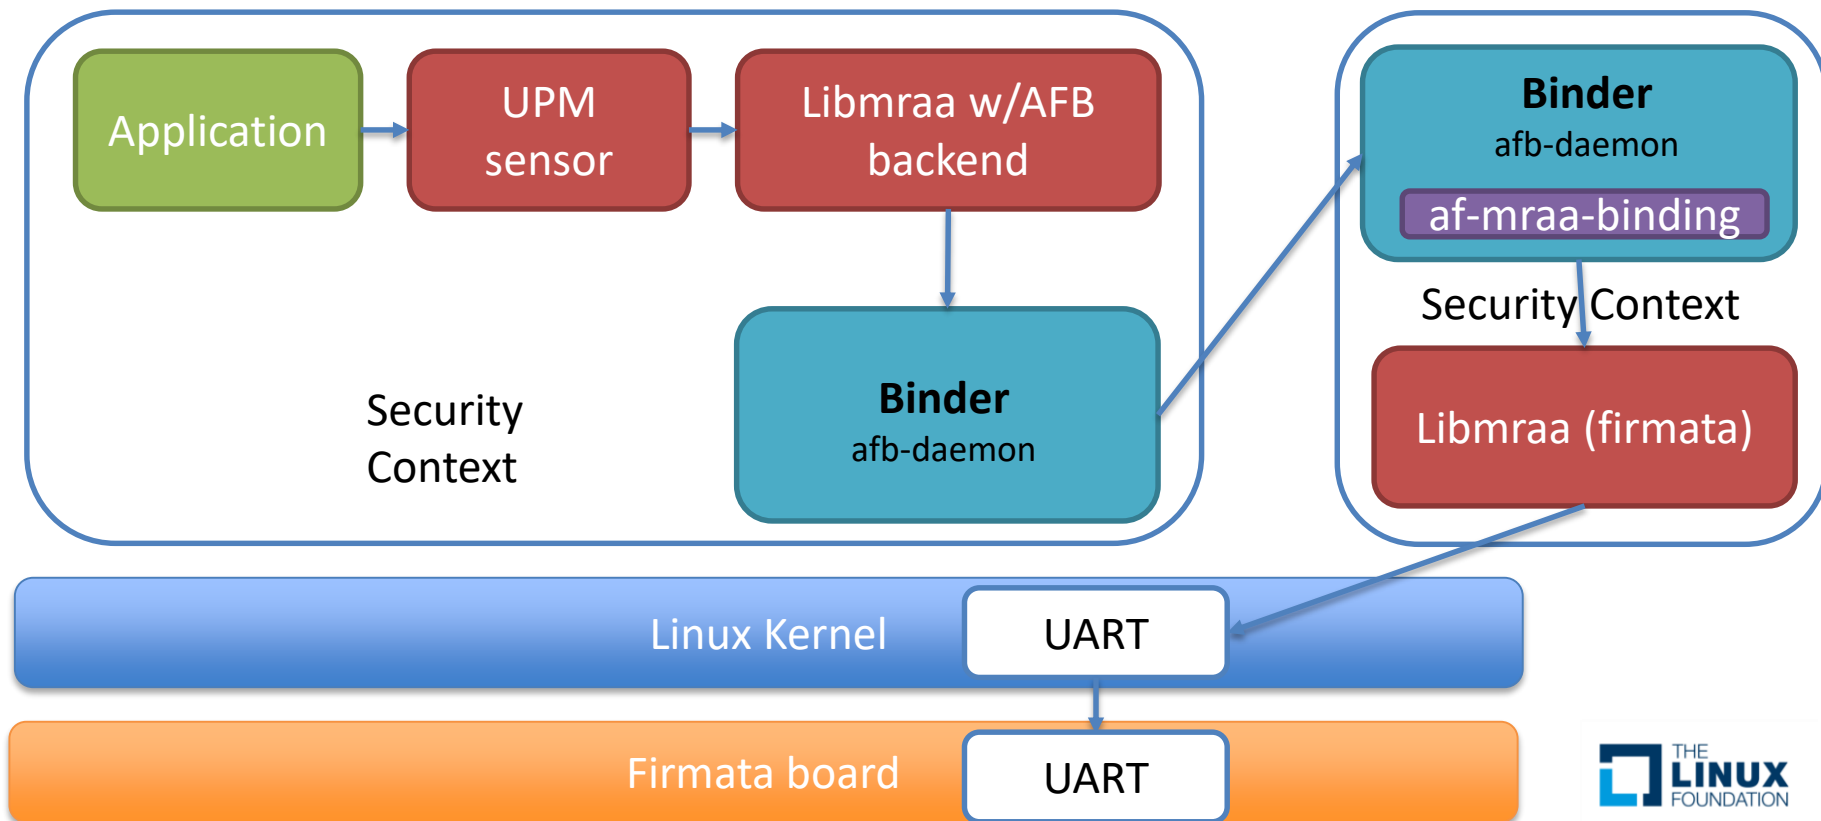 Application
UPM
sensor
Libmraa w/AFB
backend
Binder
afb-daemon
Security
Context
Binder
afb-daemon
af-mraa-binding
Security Context
Libmraa (firmata)
Linux Kernel
UART
Firmata board
UART
THE
LINUX
FOUNDATION